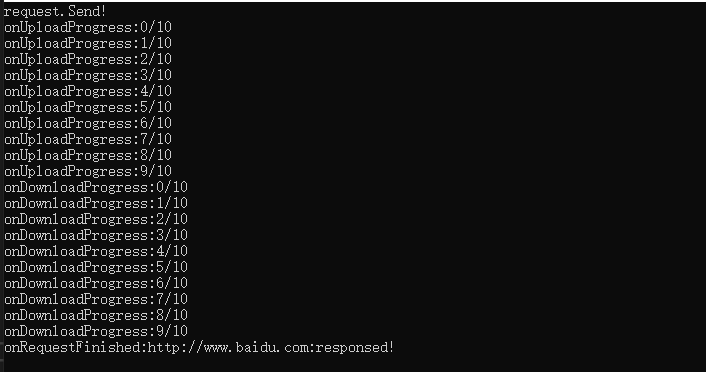 request.Send!
onUploadProgress:0/10
onUploadProgress:1/10
onUploadProgress:2/10
onUploadProgress:3/10
onUploadProgress:4/10
onUploadProgress:5/10
onUploadProgress:6/10
onUploadProgress:7/10
onUploadProgress:8/10
onUploadProgress:9/10
onDownloadProgress:0/10
onDownloadProgress:1/10
onDownloadProgress:2/10
onDownloadProgress:3/10
onDownloadProgress:4/10
onDownloadProgress:5/10
onDownloadProgress:6/10
onDownloadProgress:7/10
onDownloadProgress:8/10
onDownloadProgress:9/10
onRequestFinished:http://www.baidu.com:responsed!